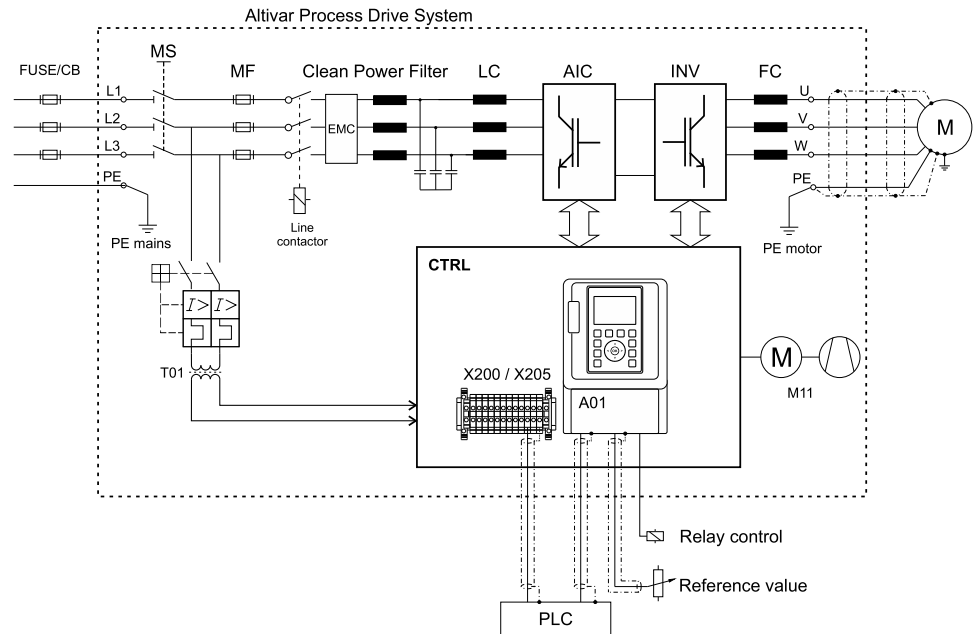 Altivar Process Drive System
MS
FUSE/CB
MF
Clean Power Filter
LC
AIC
INV
FC
L1
L2
L3
PE
EMC
U
V
W
PE
M
PE mains
Line
contactor
PE motor
CTRL
I>
I>
T01
X200 / X205
A01
M
M11
Relay control
Reference value
PLC